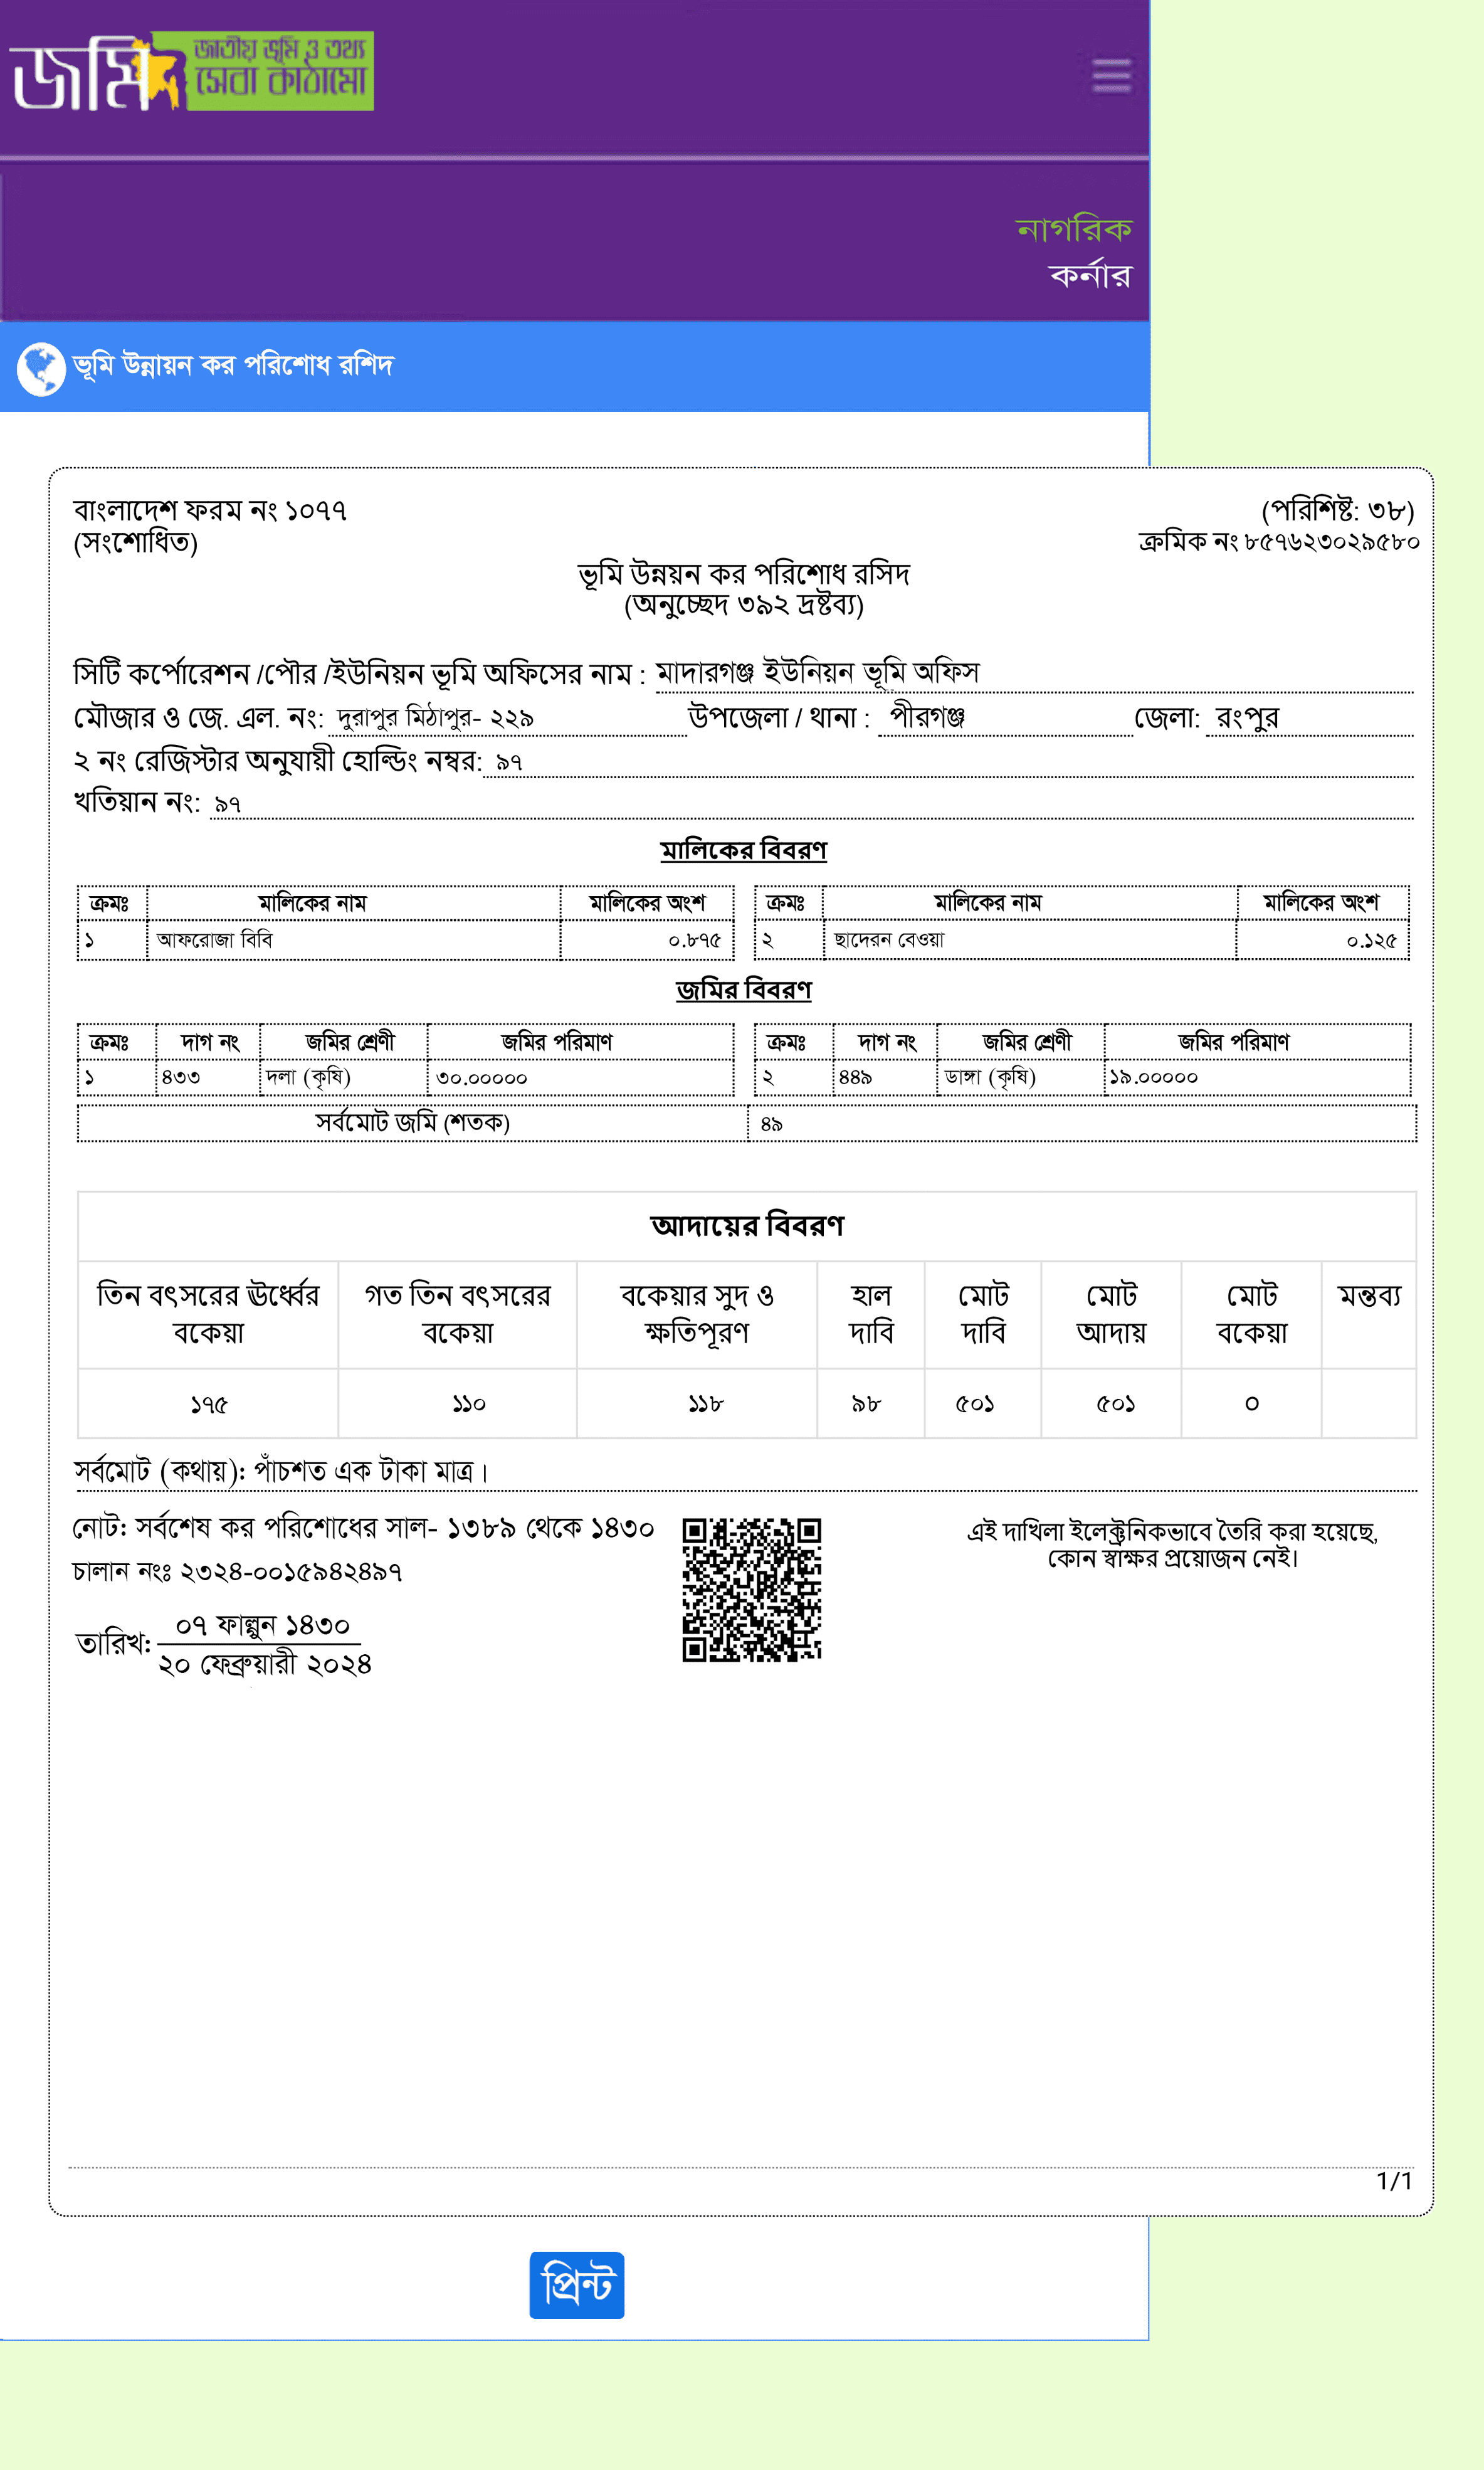 জমি জাতীয় ভূমি ও তথ্য
সেবা কাঠামো
নাগরিক
কর্নার
ভূমি উন্নায়ন কর পরিশোধ রশিদ
বাংলাদেশ ফরম নং ১০৭৭
(সংশোধিত)
(পরিশিষ্ট: ৩৮)
ক্রমিক নং ৮৫৭৬২৩০২৯৫৮০
ভূমি উন্নয়ন কর পরিশোধ রসিদ
(অনুচ্ছেদ ৩৯২ দ্রষ্টব্য)
সিটি কর্পোরেশন /পৌর /ইউনিয়ন ভূমি অফিসের নাম : মাদারগঞ্জ ইউনিয়ন ভূমি অফিস
মৌজার ও জে. এল. নং: দুরাপুর মিঠাপুর- ২২৯ উপজেলা / থানা : পীরগঞ্জ জেলা: রংপুর
২ নং রেজিস্টার অনুযায়ী হোল্ডিং নম্বর: ৯৭
খতিয়ান নং: ৯৭
মালিকের বিবরণ
ক্রমঃ মালিকের নাম মালিকের অংশ ক্রমঃ মালিকের নাম মালিকের অংশ
১ আফরোজা বিবি ০.৮৭৫ ২ ছাদেরন বেওয়া ০.১২৫
জমির বিবরণ
ক্রমঃ দাগ নং জমির শ্রেণী জমির পরিমাণ ক্রমঃ দাগ নং জমির শ্রেণী জমির পরিমাণ
১ ৪৩৩ দলা (কৃষি) ৩০.০০০০০ ২ ৪৪৯ ডাঙ্গা (কৃষি) ১৯.০০০০০
সর্বমোট জমি (শতক) ৪৯
আদায়ের বিবরণ
তিন বৎসরের ঊর্ধ্বের গত তিন বৎসরের বকেয়ার সুদ ও হাল মোট মোট মোট মন্তব্য
বকেয়া বকেয়া ক্ষতিপূরণ দাবি দাবি আদায় বকেয়া
১৭৫ ১১০ ১১৮ ৯৮ ৫০১ ৫০১ ০
সর্বমোট (কথায়): পাঁচশত এক টাকা মাত্র।
নোট: সর্বশেষ কর পরিশোধের সাল- ১৩৮৯ থেকে ১৪৩০
চালান নংঃ ২৩২৪-০০১৫৯৪২৪৯৭
তারিখ: ০৭ ফাল্গুন ১৪৩০
২০ ফেব্রুয়ারী ২০২৪
এই দাখিলা ইলেক্ট্রনিকভাবে তৈরি করা হয়েছে,
কোন স্বাক্ষর প্রয়োজন নেই।
1/1
প্রিন্ট